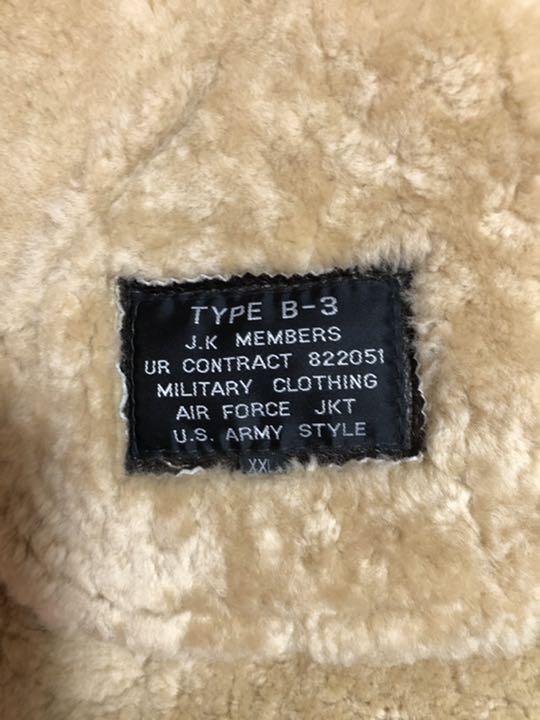 TYPE B-3
J.K MEMBERS
UR CONTRACT 822051
MILITARY CLOTHING
AIR FORCE JKT
U.S. ARMY STYLE
XXL